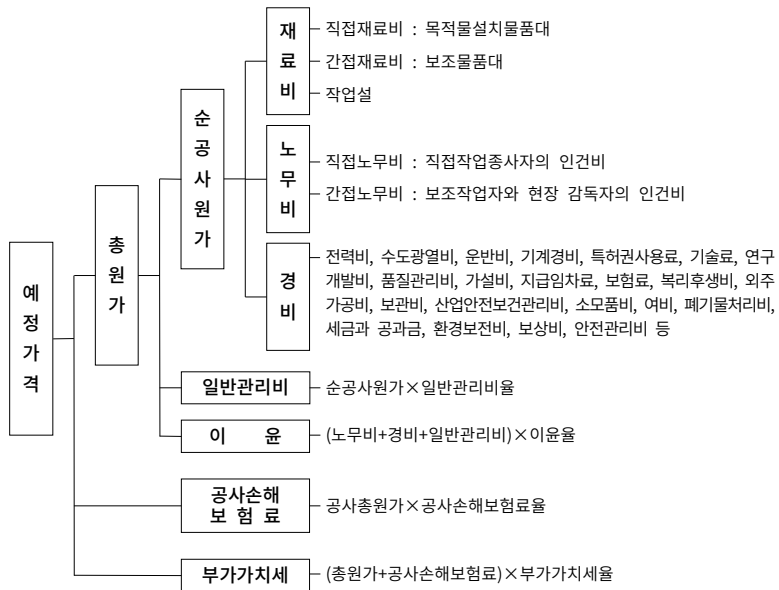 예정가격
총원가
순공사원가
재료비
직접재료비 : 목적물설치물품대
간접재료비 : 보조물품대
작업설
노무비
직접노무비 : 직접작업종사자의 인건비
간접노무비 : 보조작업자와 현장 감독자의 인건비
경비
전력비, 수도광열비, 운반비, 기계경비, 특허권사용료, 기술료, 연구
개발비, 품질관리비, 가설비, 지급임차료, 보험료, 복리후생비, 외주
가공비, 보관비, 산업안전보건관리비, 소모품비, 여비, 폐기물처리비,
세금과 공과금, 환경보전비, 보상비, 안전관리비 등
일반관리비
순공사원가×일반관리비율
이 윤
(노무비+경비+일반관리비)×이윤율
공사손해
보 험 료
공사총원가×공사손해보험료율
부가가치세
(총원가+공사손해보험료)×부가가치세율